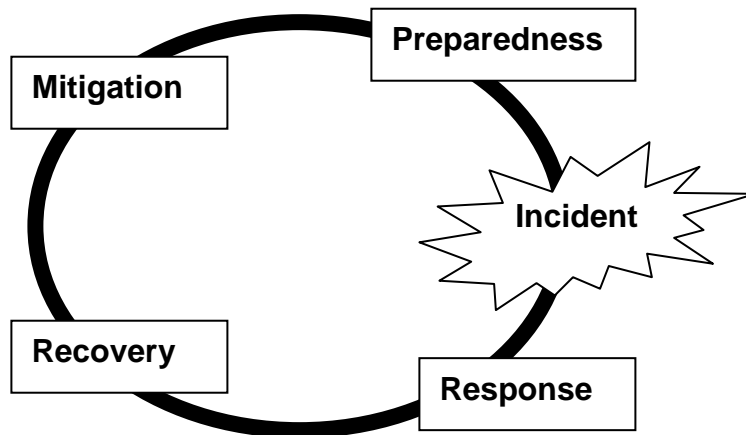 Preparedness
Mitigation
Incident
Recovery
Response